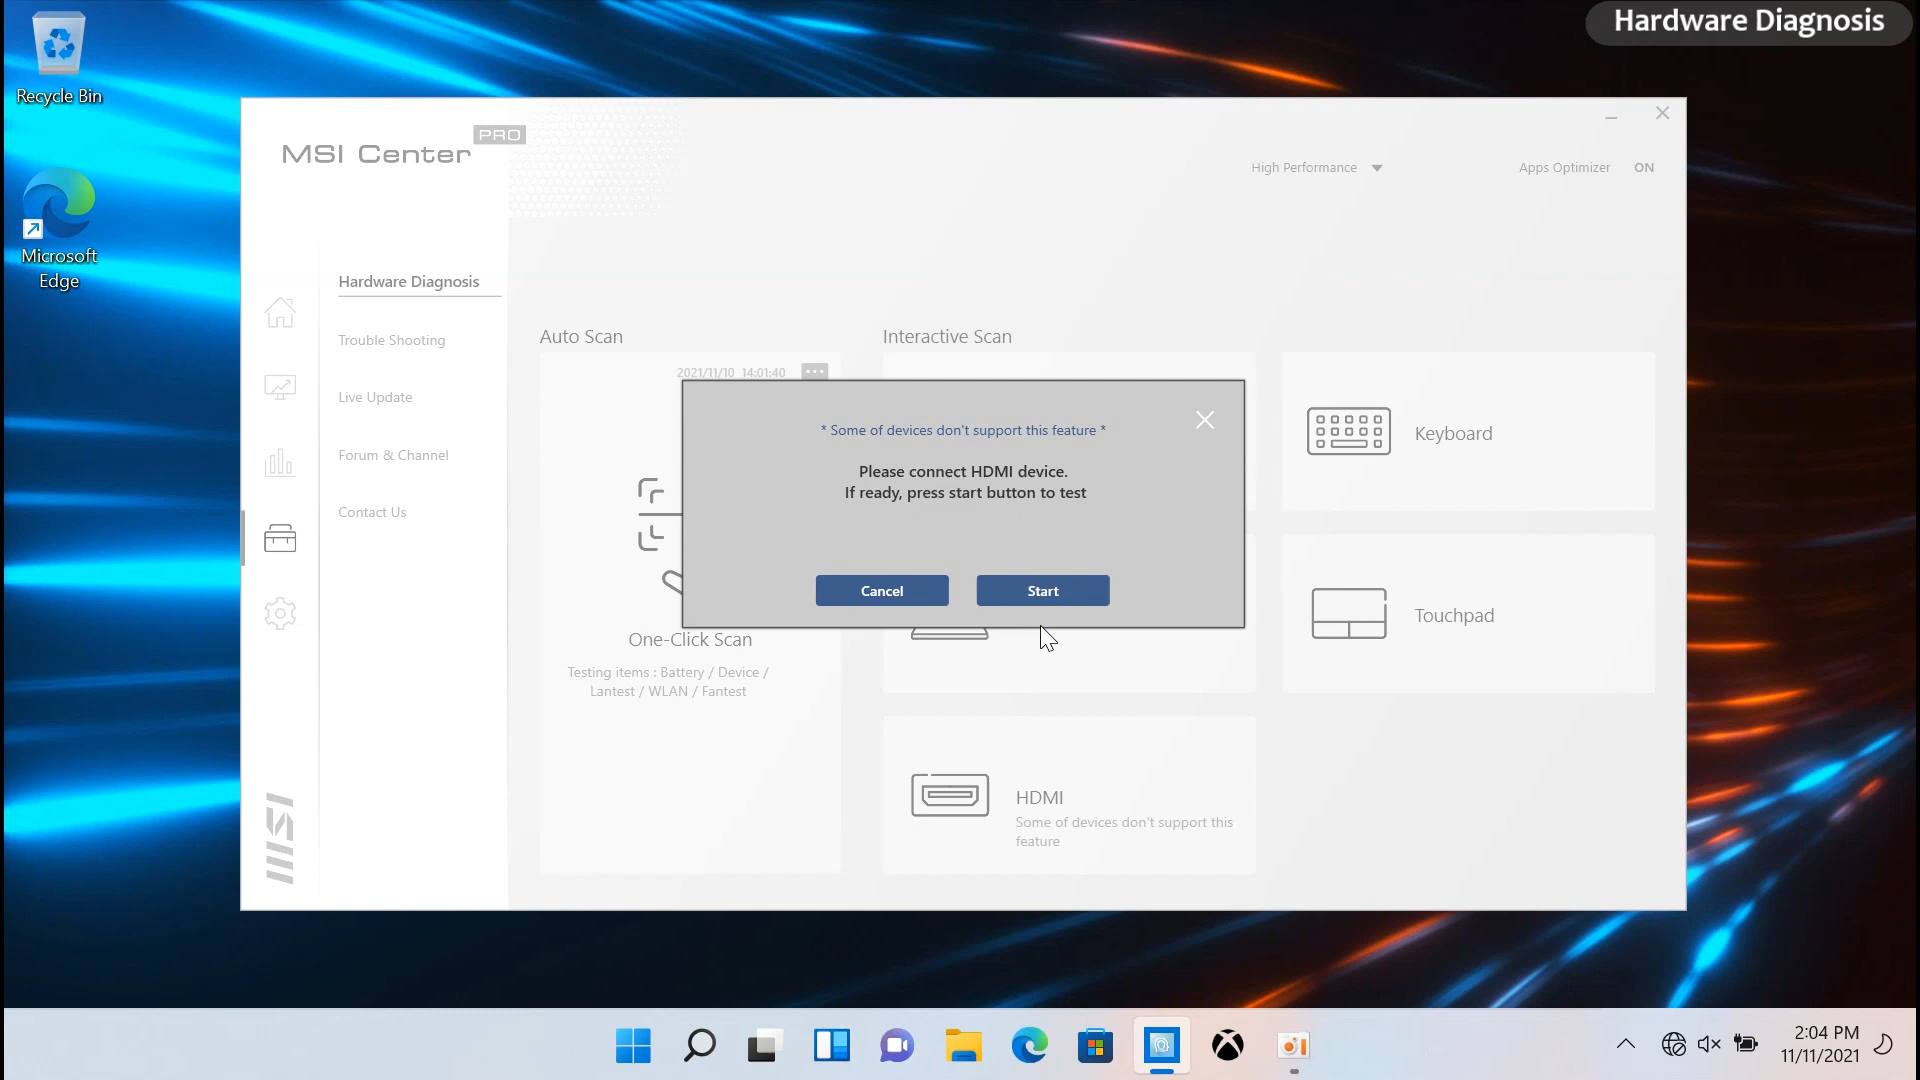 Hardware Diagnosis
Recycle Bin
Microsoft
Edge
MSI Center
PRO
High Performance
Apps Optimizer
ON
Hardware Diagnosis
Trouble Shooting
Live Update
Forum & Channel
Contact Us
Auto Scan
2021/11/10 14:01:40
One-Click Scan
Testing items : Battery / Device /
Lantest / WLAN / Fantest
Interactive Scan
* Some of devices don't support this feature *
Please connect HDMI device.
If ready, press start button to test
Cancel
Start
Keyboard
Touchpad
HDMI
Some of devices don't support this
feature
msi
2:04 PM
11/11/2021